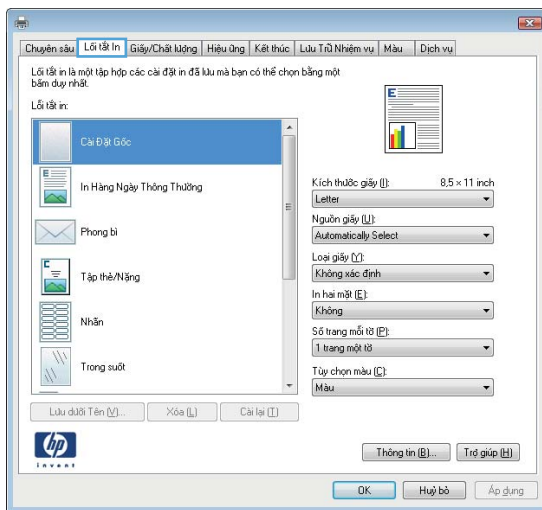 Chuyên sâu Lối tắt In Giấy/Chất lượng Hiệu ứng Kết thúc Lưu Trữ Nhiệm vụ Màu Dịch vụ
Lối tắt in là một tập hợp các cài đặt in đã lưu mà bạn có thể chọn bằng một
bấm duy nhất.
Lối tắt in:
Cài Đặt Gốc
In Hàng Ngày Thông Thường
Phong bì
Tập thẻ/Nặng
Nhãn
Trong suốt
Lưu dưới Tên (V)... Xóa (L) Cài lại (T)
Kích thước giấy (I): 8,5 × 11 inch
Letter
Nguồn giấy (U):
Automatically Select
Loại giấy (Y):
Không xác định
In hai mặt (E):
Không
Số trang mỗi tờ (P):
1 trang một tờ
Tùy chọn màu (C):
Màu
hp
invent
Thông tin (B)... Trợ giúp (H)
OK Huỷ bỏ Áp dụng